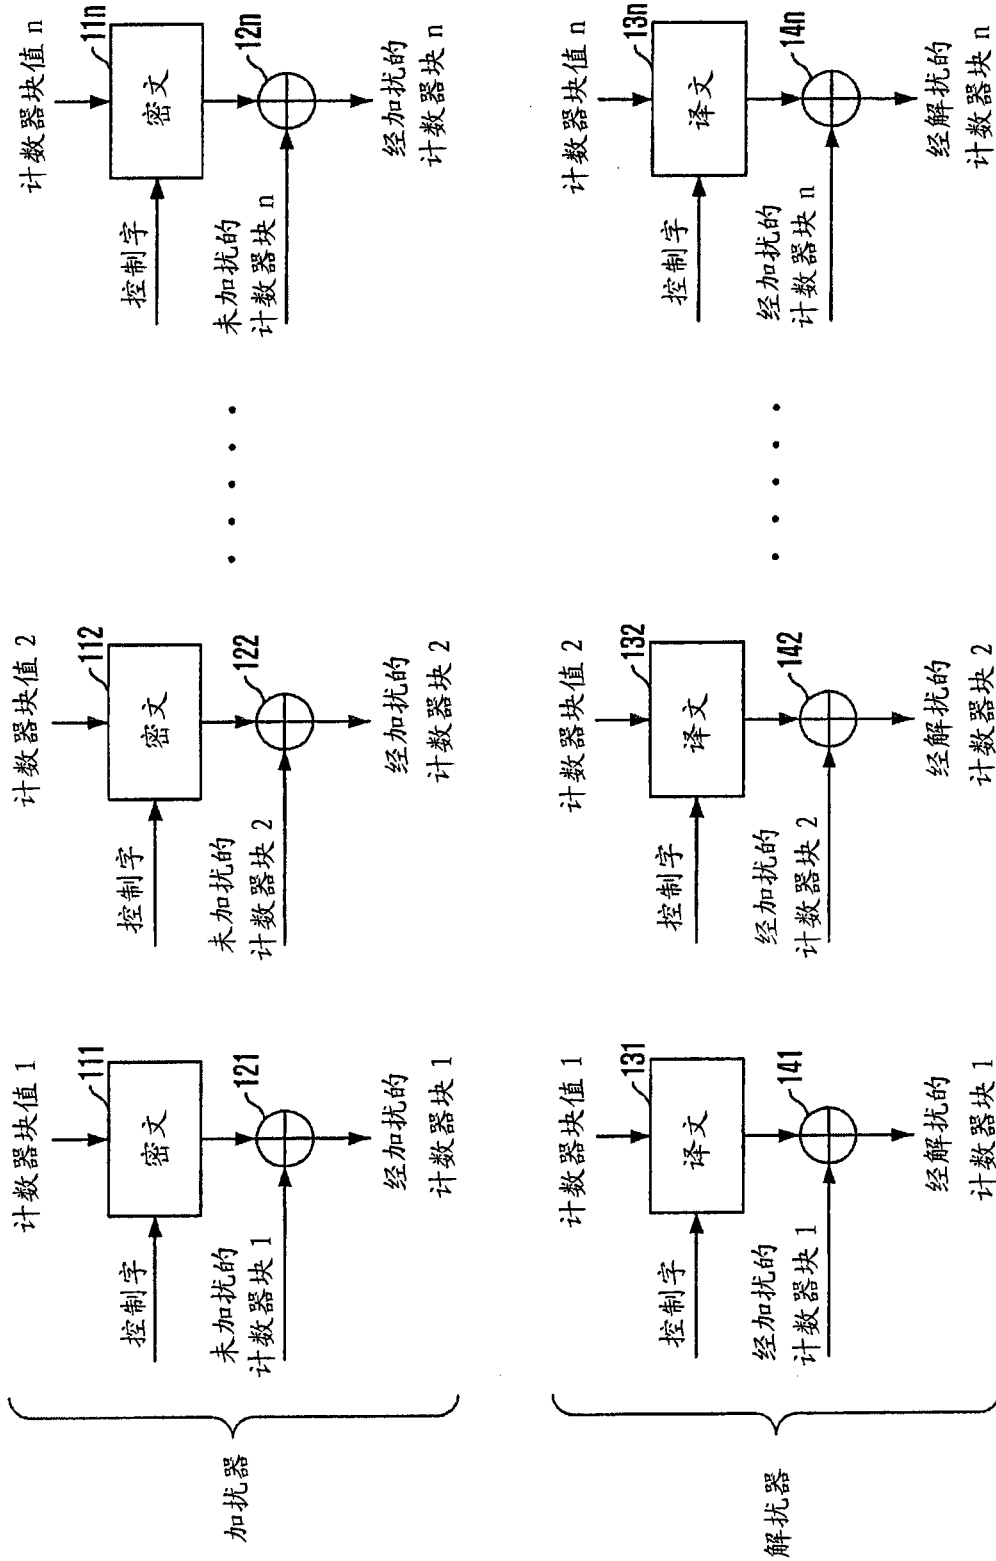 加扰器
计数器块值 1
111
密文
控制字
未加扰的
计数器块 1
121
经加扰的
计数器块 1
计数器块值 2
112
密文
控制字
未加扰的
计数器块 2
122
经加扰的
计数器块 2
计数器块值 n
11n
密文
控制字
未加扰的
计数器块 n
12n
经加扰的
计数器块 n
解扰器
计数器块值 1
131
译文
控制字
经加扰的
计数器块 1
141
经解扰的
计数器块 1
计数器块值 2
132
译文
控制字
经加扰的
计数器块 2
142
经解扰的
计数器块 2
计数器块值 n
13n
译文
控制字
经加扰的
计数器块 n
14n
经解扰的
计数器块 n